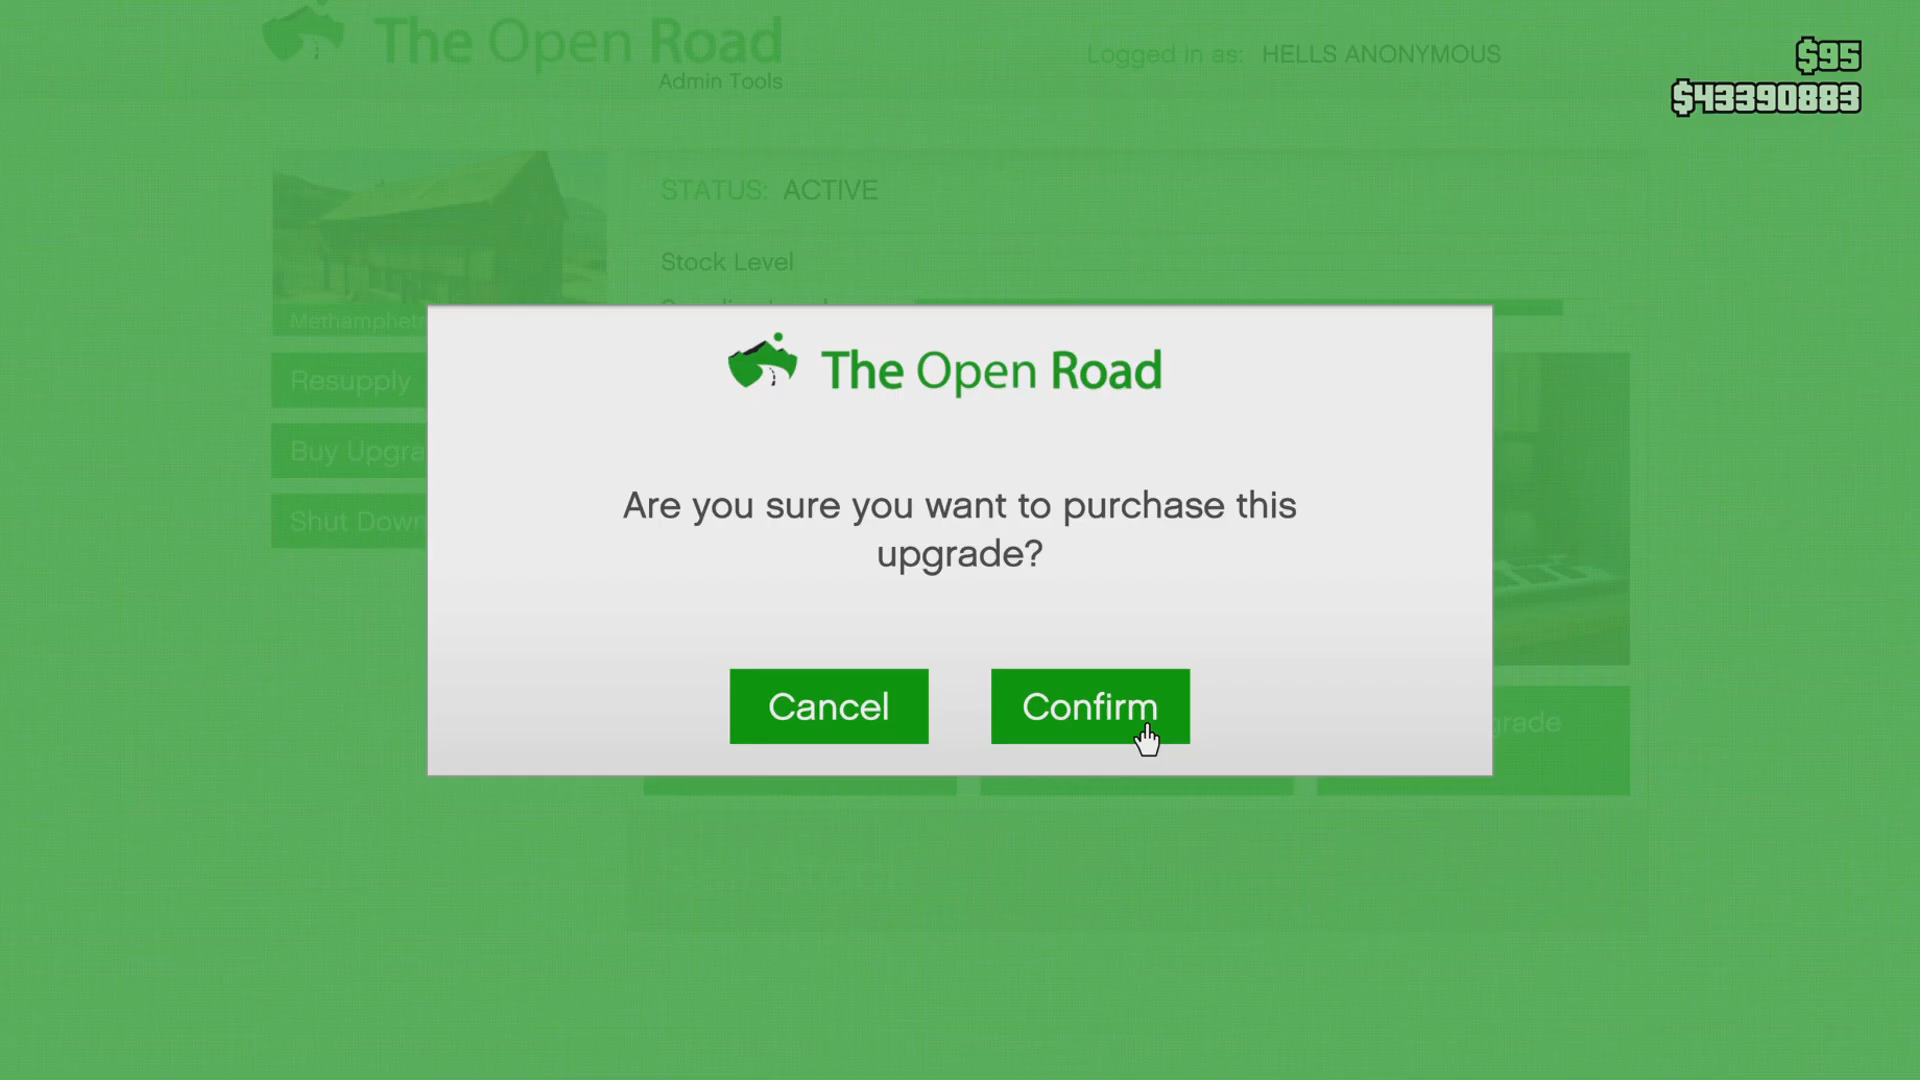 The Open Road
Admin Tools
Logged in as: HELLS ANONYMOUS
$95
$43390883
STATUS: ACTIVE
Stock Level
Resupply
Shut Down
The Open Road
Are you sure you want to purchase this
upgrade?
Cancel
Confirm